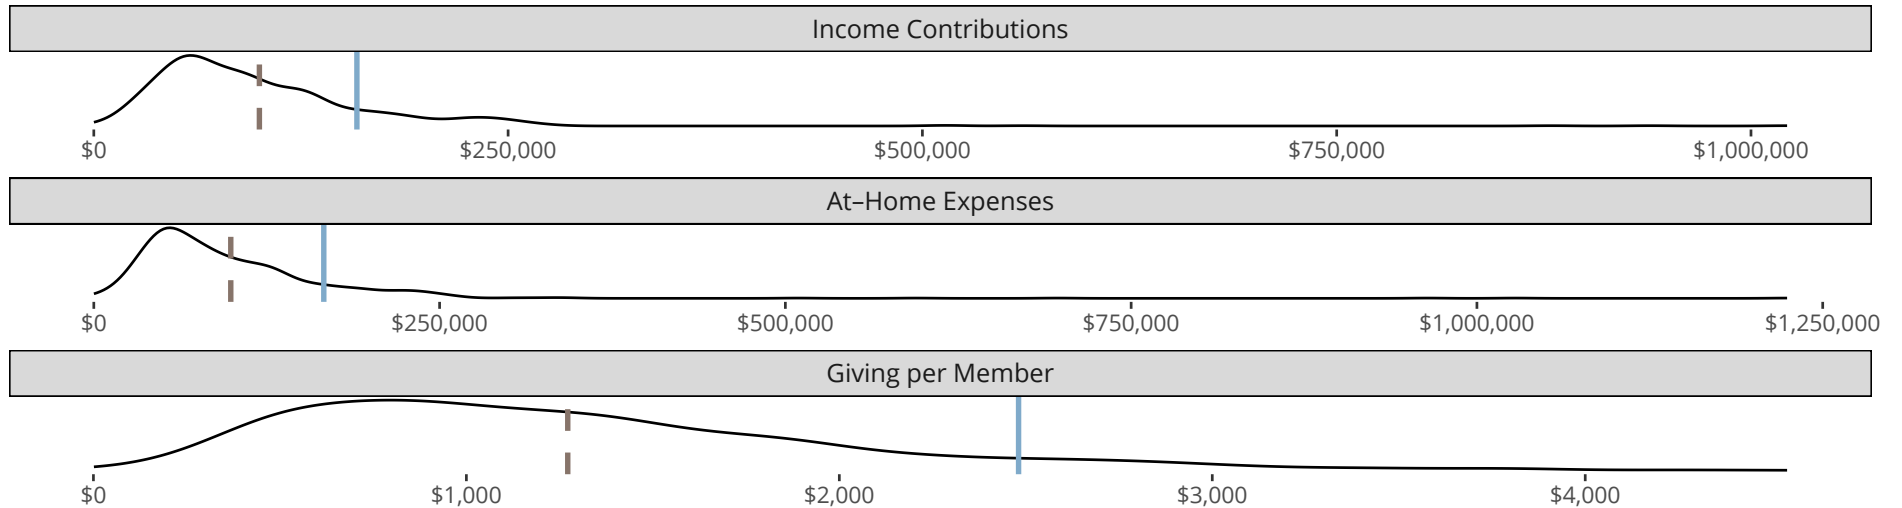 Income Contributions
$0 $250,000 $500,000 $750,000 $1,000,000
At–Home Expenses
$0 $250,000 $500,000 $750,000 $1,000,000 $1,250,000
Giving per Member
$0 $1,000 $2,000 $3,000 $4,000